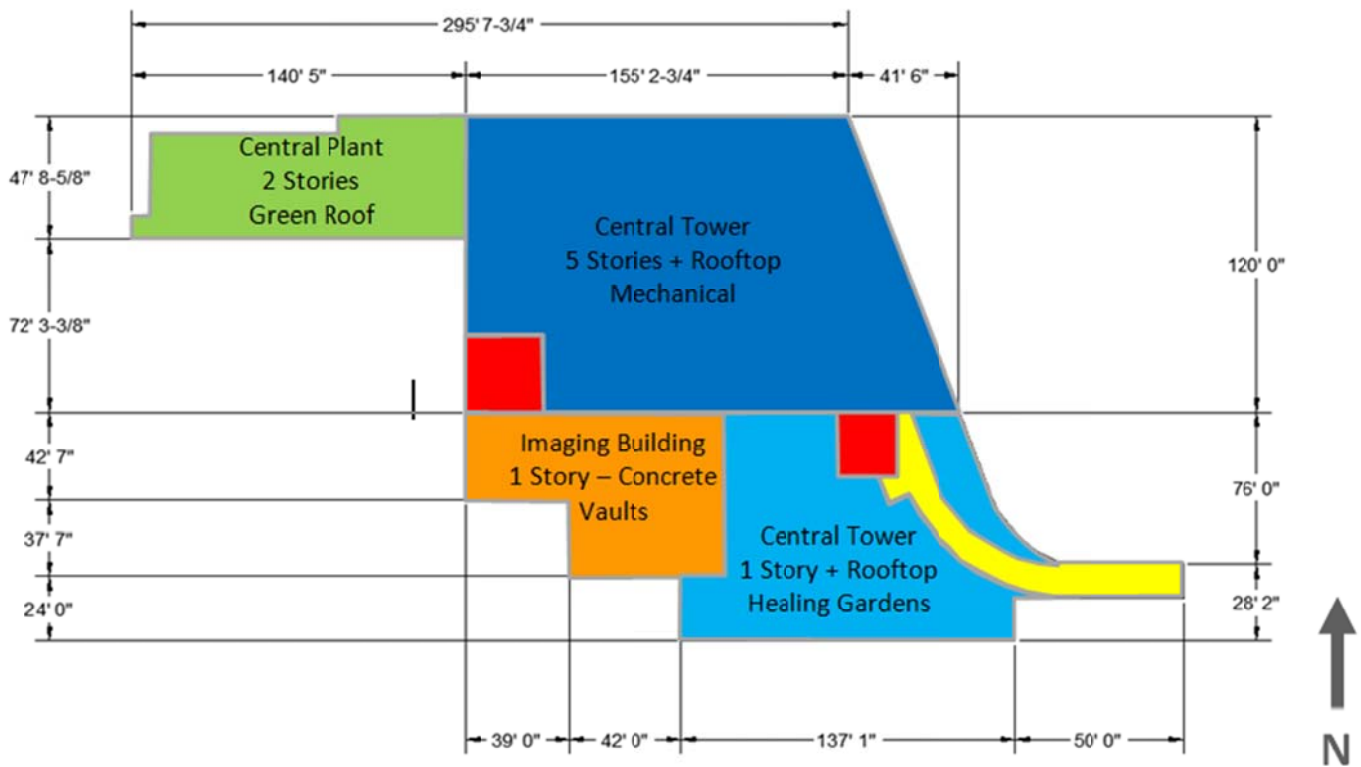 295' 7-3/4"
140' 5"
155' 2-3/4"
41' 6"
Central Plant
2 Stories
Green Roof
47' 8-5/8"
Central Tower
5 Stories + Rooftop
Mechanical
120' 0"
72' 3-3/8"
Imaging Building
1 Story – Concrete
Vaults
42' 7"
76' 0"
37' 7"
Central Tower
1 Story + Rooftop
Healing Gardens
24' 0"
28' 2"
39' 0"
42' 0"
137' 1"
50' 0"
N